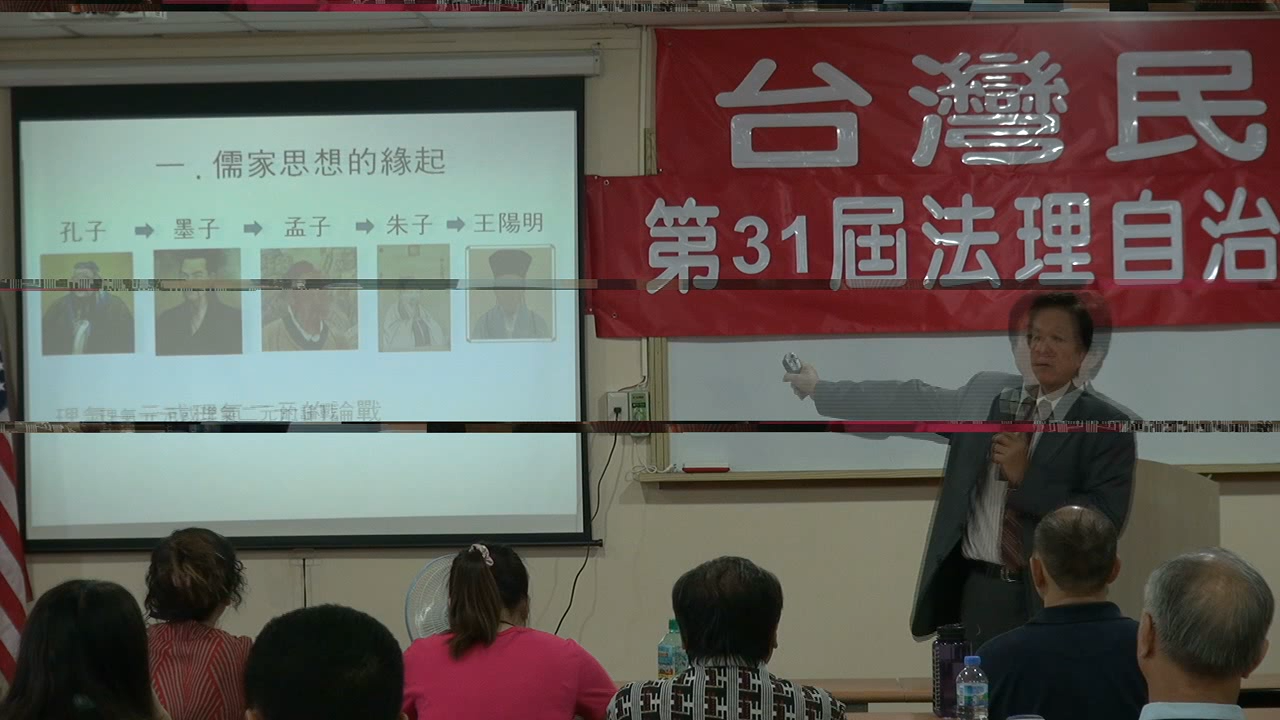 一．儒家思想的緣起
孔子 ➡ 墨子 ➡ 孟子 ➡ 朱子 ➡ 王陽明
台灣民
第31屆法理自治